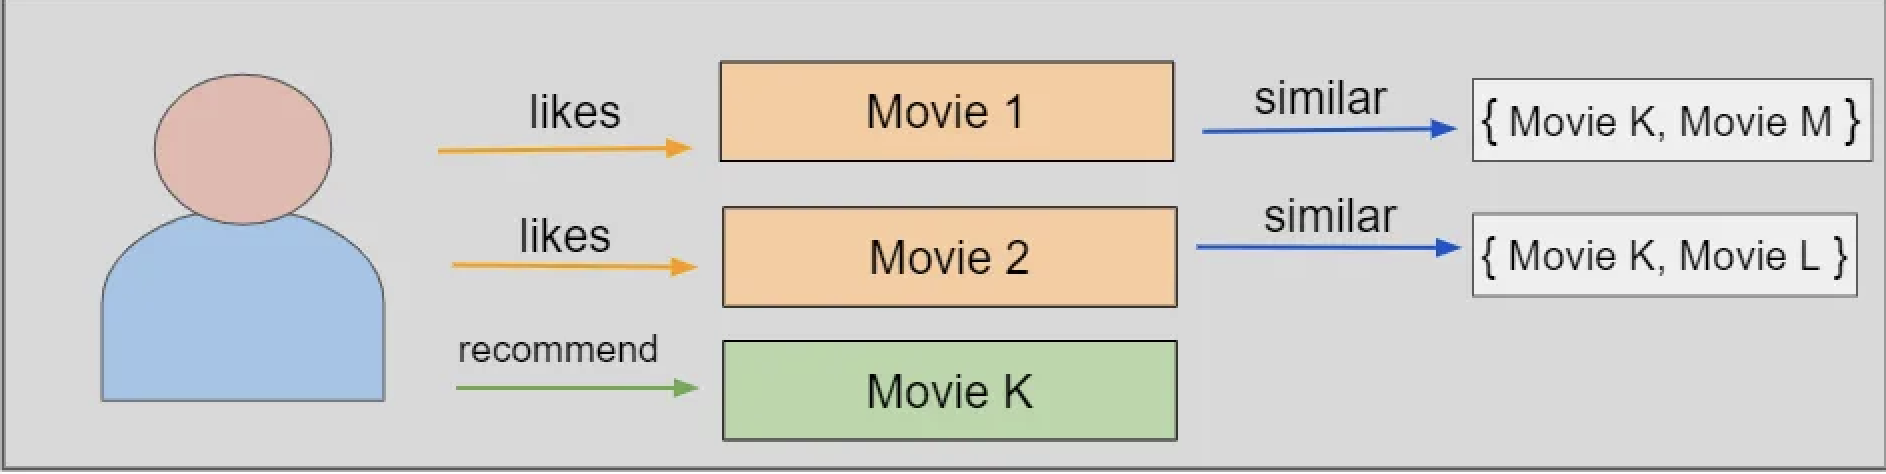 likes
Movie 1
similar
{ Movie K, Movie M }
likes
Movie 2
similar
{ Movie K, Movie L }
recommend
Movie K